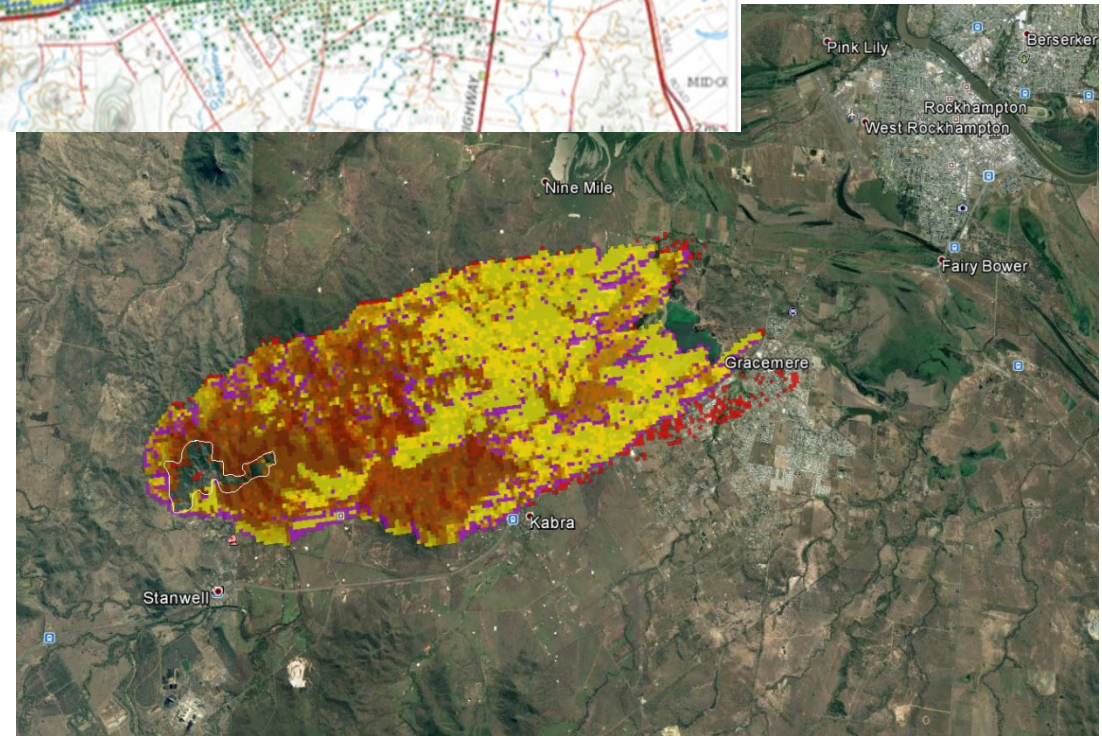 HIGHWAY
MIDG
Pink Lily
Berserker
Rockhampton
West Rockhampton
Nine Mile
Fairy Bower
Gracemere
Kabra
Stanwell